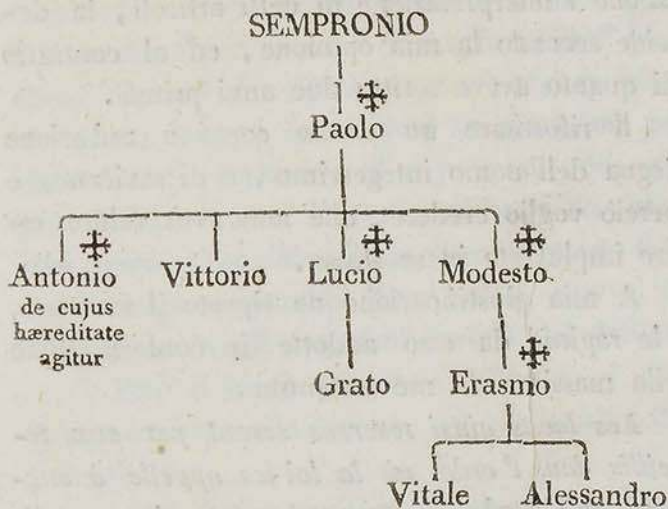 SEMPRONIO
Paolo
Antonio Vittorio Lucio Modesto.
de cujus
hæreditate
agitur
Grato Erasmo
Vitale Alessandro